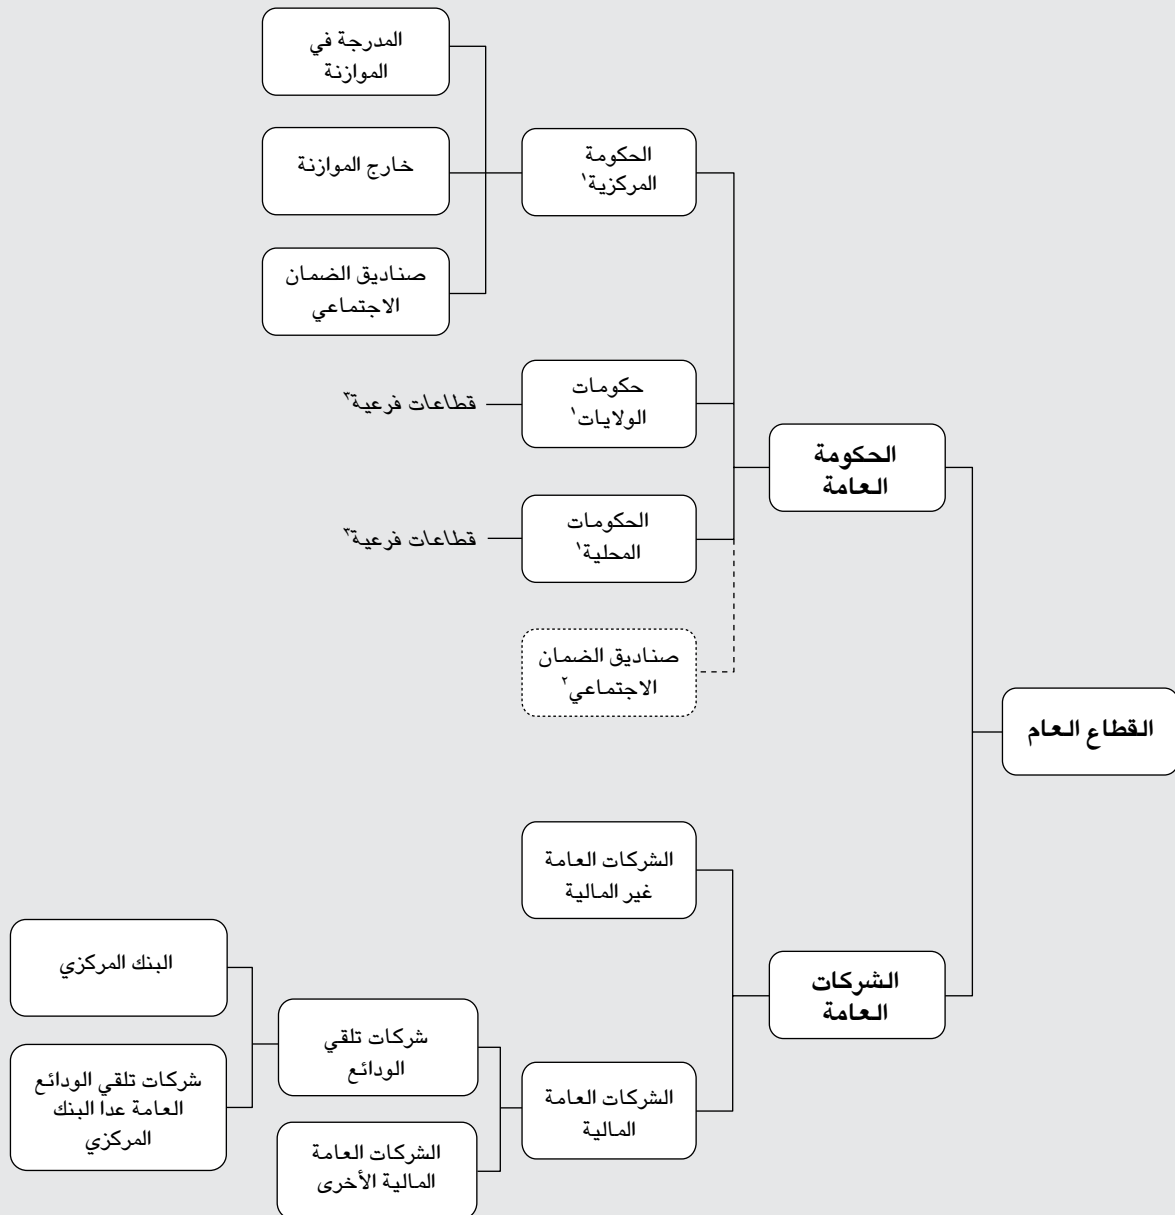 القطاع العام
الحكومة
العامة
الحكومة
المركزية١
المدرجة في
الموازنة
خارج الموازنة
صناديق الضمان
الاجتماعي
حكومات
الولايات١
قطاعات فرعية٣
الحكومات
المحلية١
قطاعات فرعية٣
صناديق الضمان
الاجتماعي٢
الشركات
العامة
الشركات العامة
غير المالية
الشركات العامة
المالية
شركات تلقي
الودائع
البنك المركزي
شركات تلقي الودائع
العامة عدا البنك
المركزي
الشركات العامة
المالية الأخرى